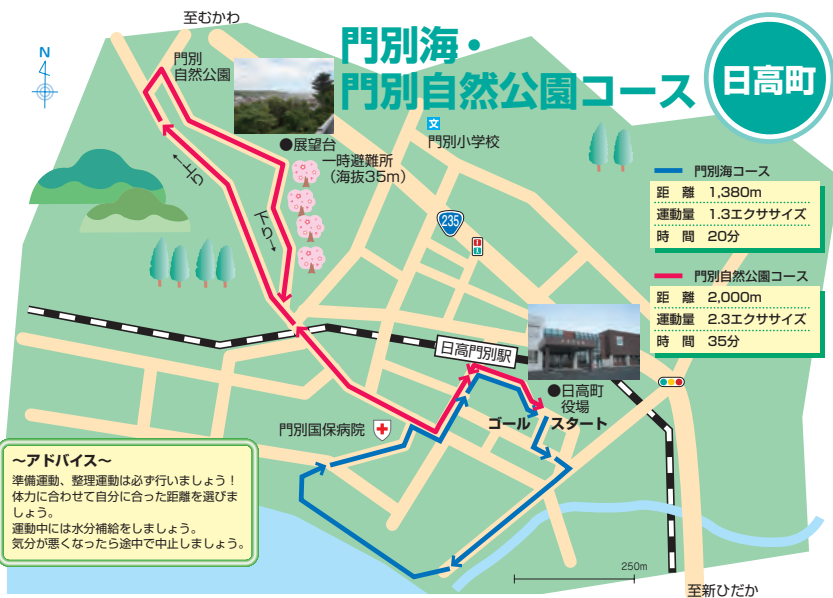 至むかわ
門別海・
門別自然公園コース
日高町
N
門別
自然公園
●展望台
一時避難所
(海抜35m)
文
門別小学校
←上り
下り→
235
門別海コース
距 離 1,380m
運動量 1.3エクササイズ
時 間 20分
門別自然公園コース
距 離 2,000m
運動量 2.3エクササイズ
時 間 35分
日高門別駅
●日高町
役場
ゴール スタート
門別国保病院
～アドバイス～
準備運動、整理運動は必ず行いましょう！
体力に合わせて自分に合った距離を選びま
しょう。
運動中には水分補給をしましょう。
気分が悪くなったら途中で中止しましょう。
250m
至新ひだか